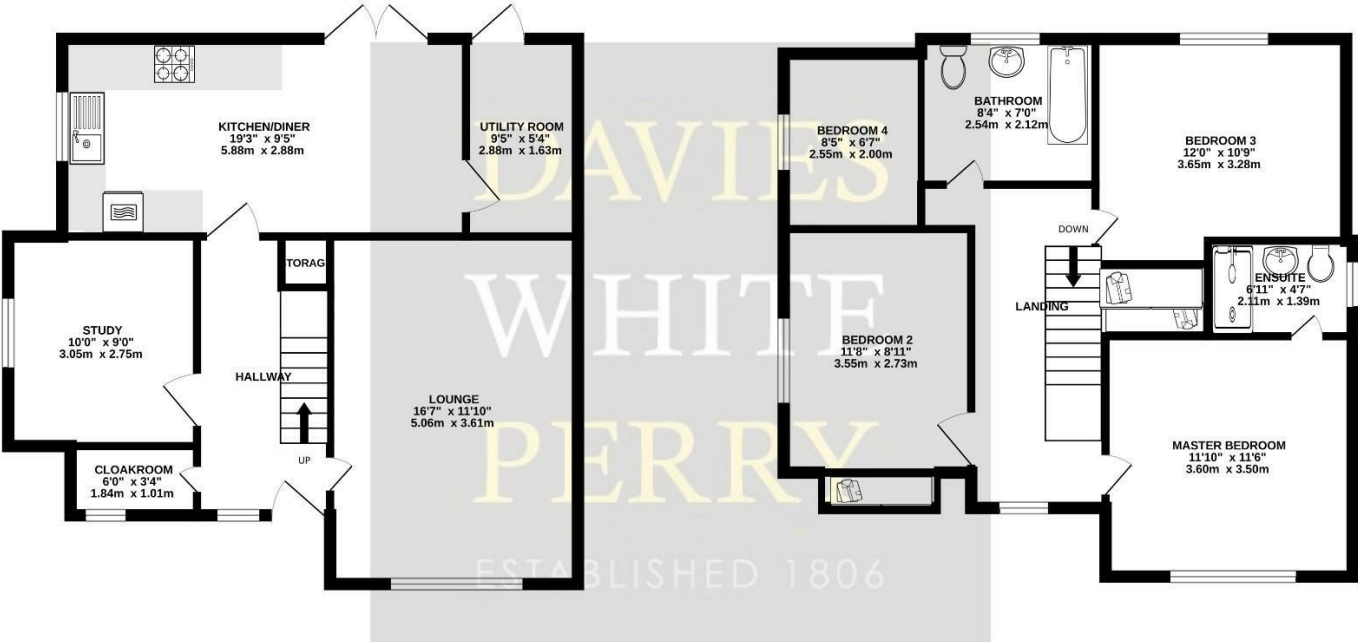 KITCHEN/DINER
19'3" x 9'5"
5.88m x 2.88m
UTILITY ROOM
9'5" x 5'4"
2.88m x 1.63m
STUDY
10'0" x 9'0"
3.05m x 2.75m
STORAG
HALLWAY
UP
LOUNGE
16'7" x 11'10"
5.06m x 3.61m
CLOAKROOM
6'0" x 3'4"
1.84m x 1.01m
BEDROOM 4
8'5" x 6'7"
2.55m x 2.00m
BATHROOM
8'4" x 7'0"
2.54m x 2.12m
BEDROOM 3
12'0" x 10'9"
3.65m x 3.28m
DOWN
LANDING
ENSUITE
6'11" x 4'7"
2.11m x 1.39m
BEDROOM 2
11'8" x 8'11"
3.55m x 2.73m
MASTER BEDROOM
11'10" x 11'6"
3.60m x 3.50m
DAVIES
WHITE
PERRY
ESTABLISHED 1806